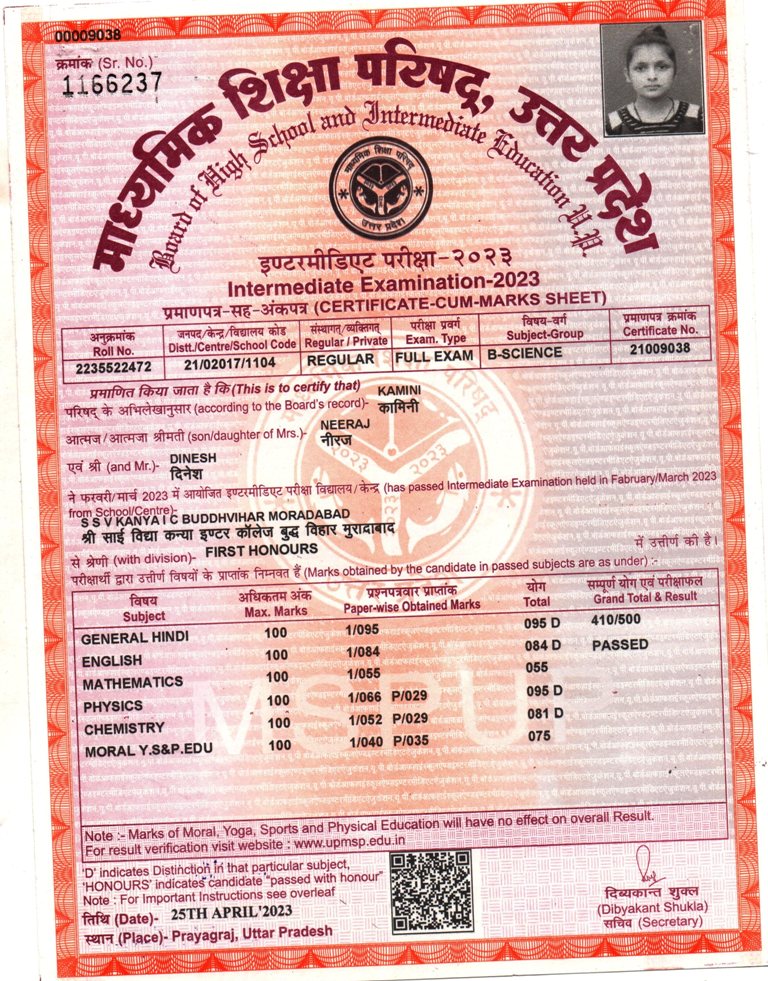 00009038
क्रमांक (Sr. No.)
1166237
माध्यमिक शिक्षा परिषद्, उत्तर प्रदेश
Board of High School and Intermediate Education U.P.
माध्यमिक शिक्षा परिषद्
उत्तर प्रदेश
इण्टरमीडिएट परीक्षा-२०२३
Intermediate Examination-2023
प्रमाणपत्र-सह-अंकपत्र (CERTIFICATE-CUM-MARKS SHEET)
अनुक्रमांक जनपद/केन्द्र/विद्यालय कोड संस्थागत/व्यक्तिगत परीक्षा प्रवर्ग विषय-वर्ग प्रमाणपत्र क्रमांक
Roll No. Distt./Centre/School Code Regular / Private Exam. Type Subject-Group Certificate No.
2235522472 21/02017/1104 REGULAR FULL EXAM B-SCIENCE 21009038
प्रमाणित किया जाता है कि (This is to certify that) KAMINI
परिषद् के अभिलेखानुसार (according to the Board's record)- कामिनी
आत्मज/आत्मजा श्रीमती (son/daughter of Mrs.)- NEERAJ
नीरज
एवं श्री (and Mr.)- DINESH
दिनेश
ने फरवरी/मार्च 2023 में आयोजित इण्टरमीडिएट परीक्षा विद्यालय/केन्द्र (has passed Intermediate Examination held in Fabruary/March 2023
from School/Centre)-
S S V KANYA I C BUDDHVIHAR MORADABAD
श्री साई विद्या कन्या इण्टर कॉलेज बुद्ध विहार मुरादाबाद
से श्रेणी (with division)- FIRST HONOURS में उत्तीर्ण की है।
परीक्षार्थी द्वारा उत्तीर्ण विषयों के प्राप्तांक निम्नवत हैं (Marks obtained by the candidate in passed subjects are as under) :-
विषय अधिकतम अंक प्रश्नपत्रवार प्राप्तांक योग सम्पूर्ण योग एवं परीक्षाफल
Subject Max. Marks Paper-wise Obtained Marks Total Grand Total & Result
GENERAL HINDI 100 1/095 095 D 410/500
ENGLISH 100 1/084 084 D PASSED
MATHEMATICS 100 1/055 055
PHYSICS 100 1/066 P/029 095 D
CHEMISTRY 100 1/052 P/029 081 D
MORAL Y.S&P.EDU 100 1/040 P/035 075
MSPUP
Note :- Marks of Moral, Yoga, Sports and Physical Education will have no effect on overall Result.
For result verification visit website : www.upmsp.edu.in
'D' indicates Distinction in that particular subject,
'HONOURS' indicates candidate "passed with honour"
Note : For Important Instructions see overleaf
तिथि (Date)- 25TH APRIL'2023
स्थान (Place)- Prayagraj, Uttar Pradesh
दिब्यकान्त शुक्ल
(Dibyakant Shukla)
सचिव (Secretary)